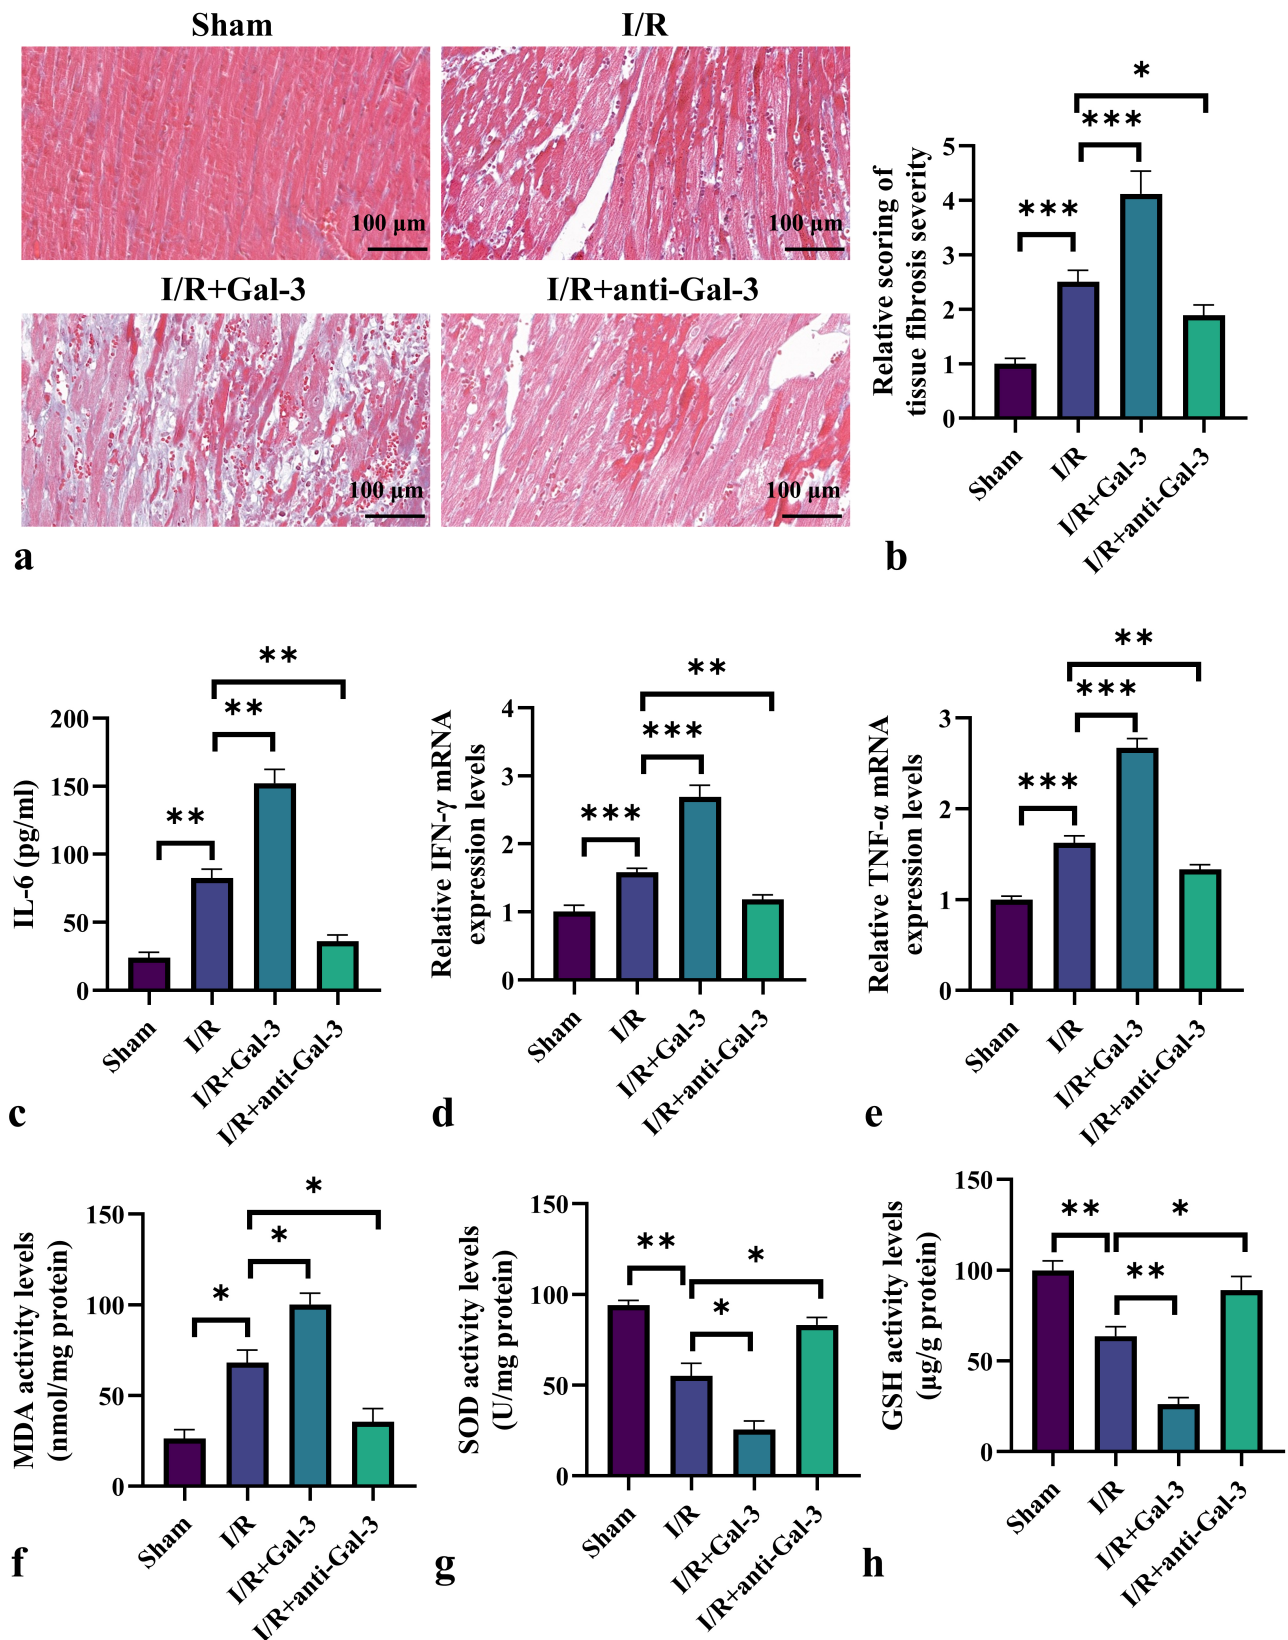 Sham
I/R
100 μm
100 μm
I/R+Gal-3
I/R+anti-Gal-3
100 μm
100 μm
a
Relative scoring of
tissue fibrosis severity
5
4
3
2
1
0
***
***
*
Sham
I/R
I/R+Gal-3
I/R+anti-Gal-3
b
IL-6 (pg/ml)
200
150
100
50
0
**
**
**
Sham
I/R
I/R+Gal-3
I/R+anti-Gal-3
c
Relative IFN-γ mRNA
expression levels
4
3
2
1
0
***
***
**
Sham
I/R
I/R+Gal-3
I/R+anti-Gal-3
d
Relative TNF-α mRNA
expression levels
3
2
1
0
***
***
**
Sham
I/R
I/R+Gal-3
I/R+anti-Gal-3
e
MDA activity levels
(nmol/mg protein)
150
100
50
0
*
*
*
Sham
I/R
I/R+Gal-3
I/R+anti-Gal-3
f
SOD activity levels
(U/mg protein)
150
100
50
0
**
*
*
Sham
I/R
I/R+Gal-3
I/R+anti-Gal-3
g
GSH activity levels
(μg/g protein)
150
100
50
0
**
**
*
Sham
I/R
I/R+Gal-3
I/R+anti-Gal-3
h